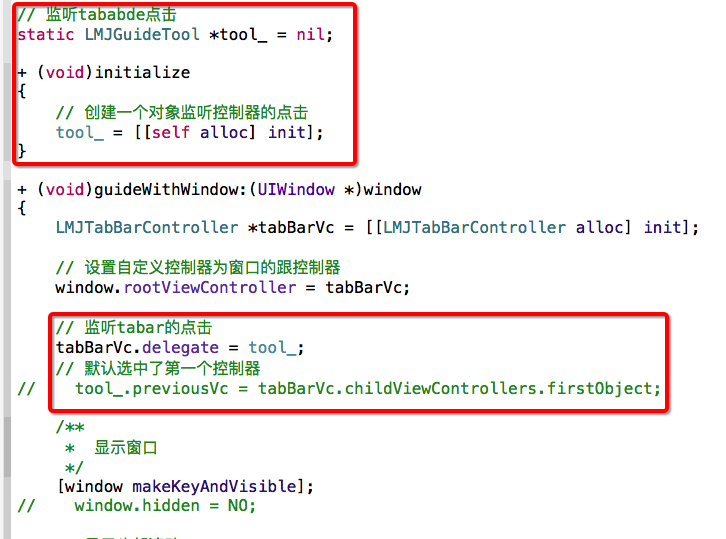 // 监听tababde点击
static LMJGuideTool *tool_ = nil;
+ (void)initialize
{
// 创建一个对象监听控制器的点击
tool_ = [[self alloc] init];
}
+ (void)guideWithWindow:(UIWindow *)window
{
LMJTabBarController *tabBarVc = [[LMJTabBarController alloc] init];
// 设置自定义控制器为窗口的跟控制器
window.rootViewController = tabBarVc;
// 监听tabar的点击
tabBarVc.delegate = tool_;
// 默认选中了第一个控制器
// tool_.previousVc = tabBarVc.childViewControllers.firstObject;
/**
* 显示窗口
*/
[window makeKeyAndVisible];
// window.hidden = NO;